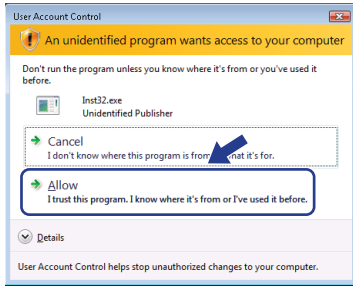 User Account Control
An unidentified program wants access to your computer
Don't run the program unless you know where it's from or you've used it
before.
Inst32.exe
Unidentified Publisher
Cancel
I don't know where this program is from at it's for.
Allow
I trust this program. I know where it's from or I've used it before.
Details
User Account Control helps stop unauthorized changes to your computer.